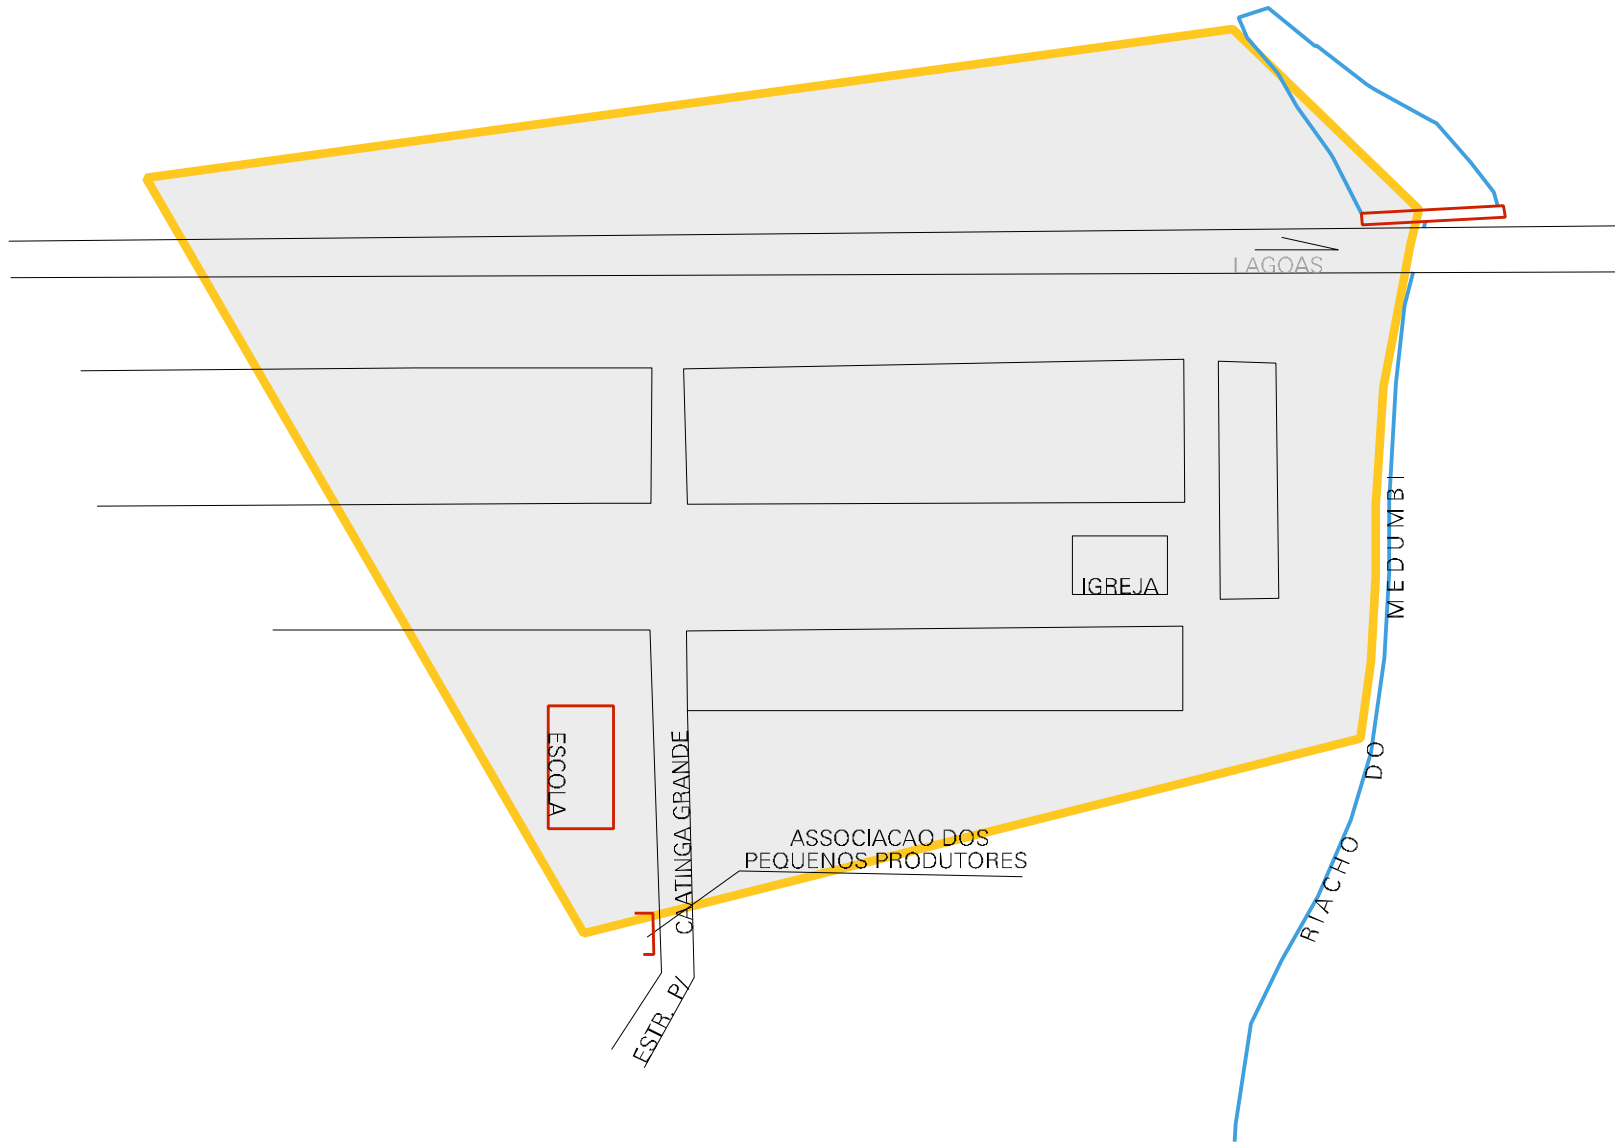 LAGOAS
MEDUMBI
IGREJA
ESCOLA
CAATINGA GRANDE
DO
ASSOCIACAO DOS
PEQUENOS PRODUTORES
RIACHO
ESTR. P/